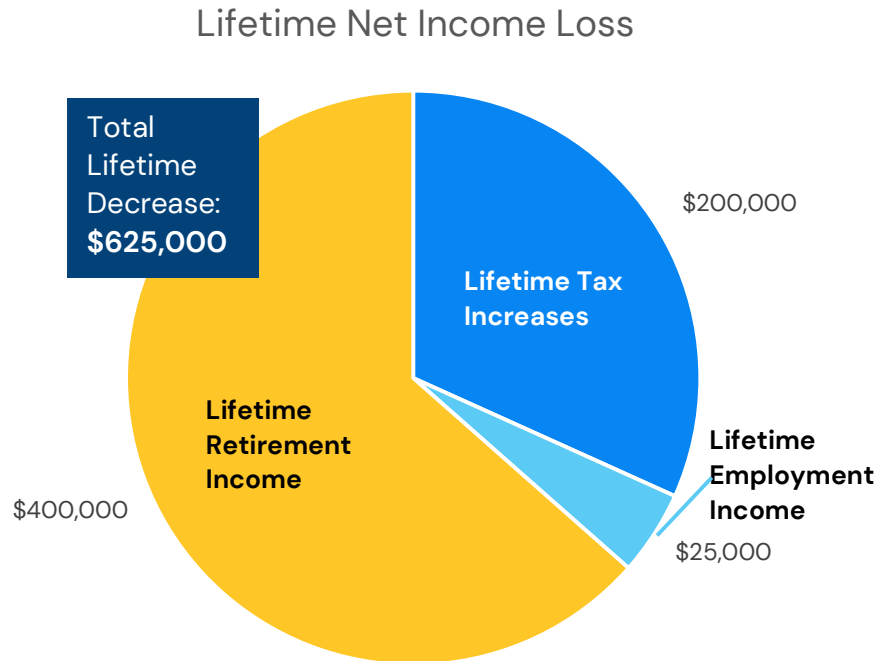 Lifetime Net Income Loss
Total
Lifetime
Decrease:
$625,000
$200,000
Lifetime Tax
Increases
Lifetime
Retirement
Income
Lifetime
Employment
Income
$400,000
$25,000